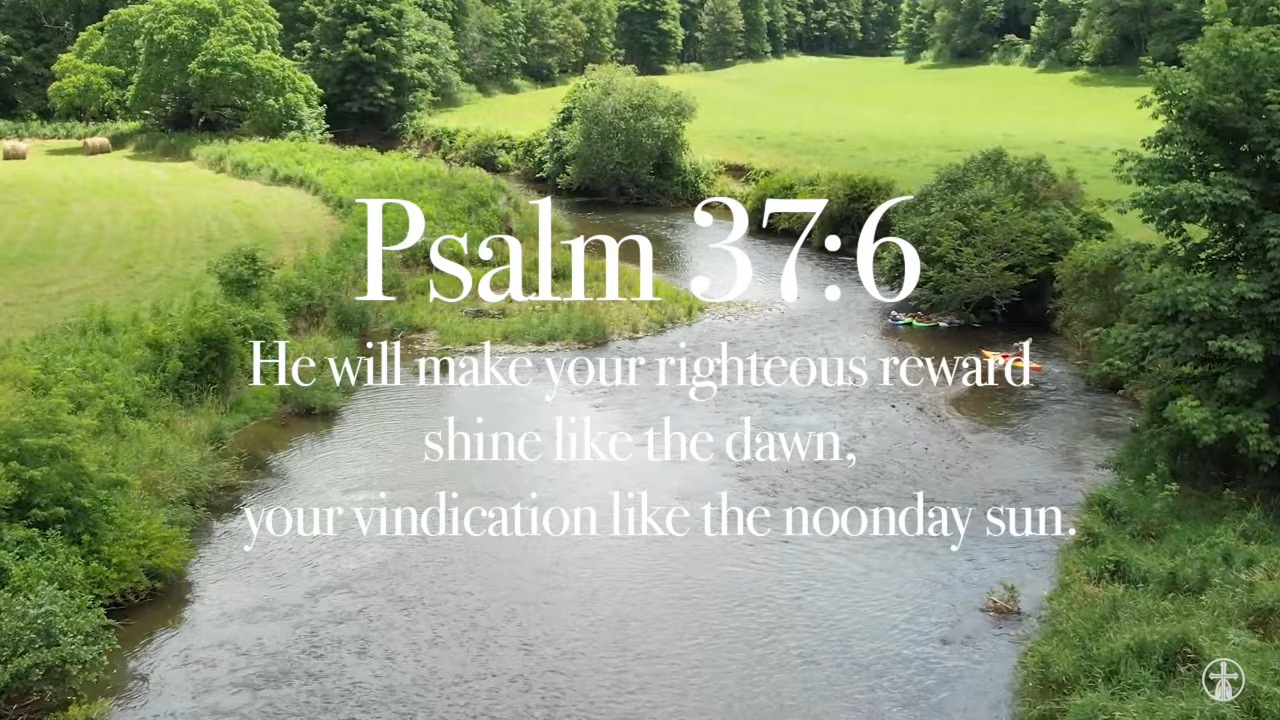 Psalm 37:6
He will make your righteous reward
shine like the dawn,
your vindication like the noonday sun.